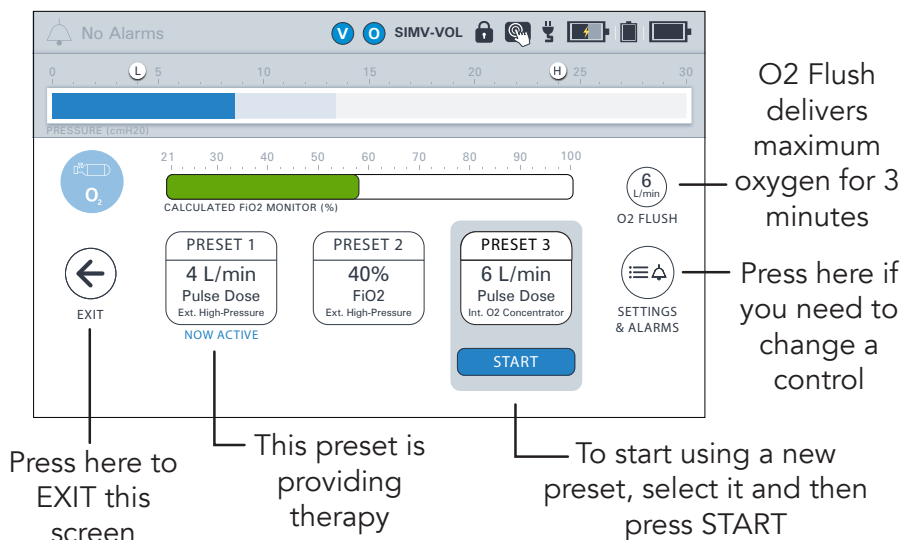 No Alarms
V O SIMV-VOL
0 L 5 10 15 20 H 25 30
PRESSURE (cmH20)
O2 Flush
delivers
maximum
oxygen for 3
minutes
21 30 40 50 60 70 80 90 100
CALCULATED FiO2 MONITOR (%)
O2
6
L/min
O2 FLUSH
EXIT
PRESET 1
4 L/min
Pulse Dose
Ext. High-Pressure
NOW ACTIVE
PRESET 2
40%
FiO2
Ext. High-Pressure
PRESET 3
6 L/min
Pulse Dose
Int. O2 Concentrator
START
SETTINGS
& ALARMS
Press here if
you need to
change a
control
Press here to
EXIT this
screen
This preset is
providing
therapy
To start using a new
preset, select it and then
press START